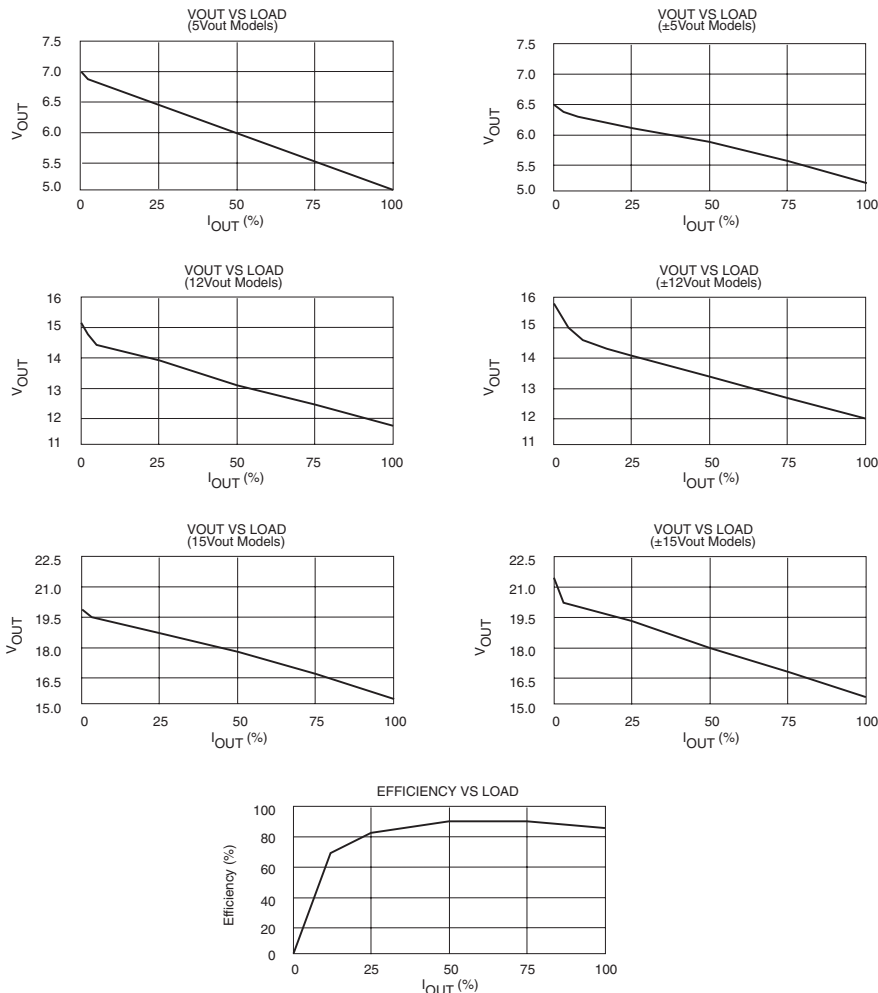 VOUT VS LOAD
(5Vout Models)
7.5
7.0
6.5
6.0
5.5
5.0
VOUT
0 25 50 75 100
IOUT (%)
VOUT VS LOAD
(±5Vout Models)
7.5
7.0
6.5
6.0
5.5
5.0
VOUT
0 25 50 75 100
IOUT (%)
VOUT VS LOAD
(12Vout Models)
16
15
14
13
12
11
VOUT
0 25 50 75 100
IOUT (%)
VOUT VS LOAD
(±12Vout Models)
16
15
14
13
12
11
VOUT
0 25 50 75 100
IOUT (%)
VOUT VS LOAD
(15Vout Models)
22.5
21.0
19.5
18.0
16.5
15.0
VOUT
0 25 50 75 100
IOUT (%)
VOUT VS LOAD
(±15Vout Models)
22.5
21.0
19.5
18.0
16.5
15.0
VOUT
0 25 50 75 100
IOUT (%)
EFFICIENCY VS LOAD
100
80
60
40
20
0
Efficiency (%)
0 25 50 75 100
IOUT (%)